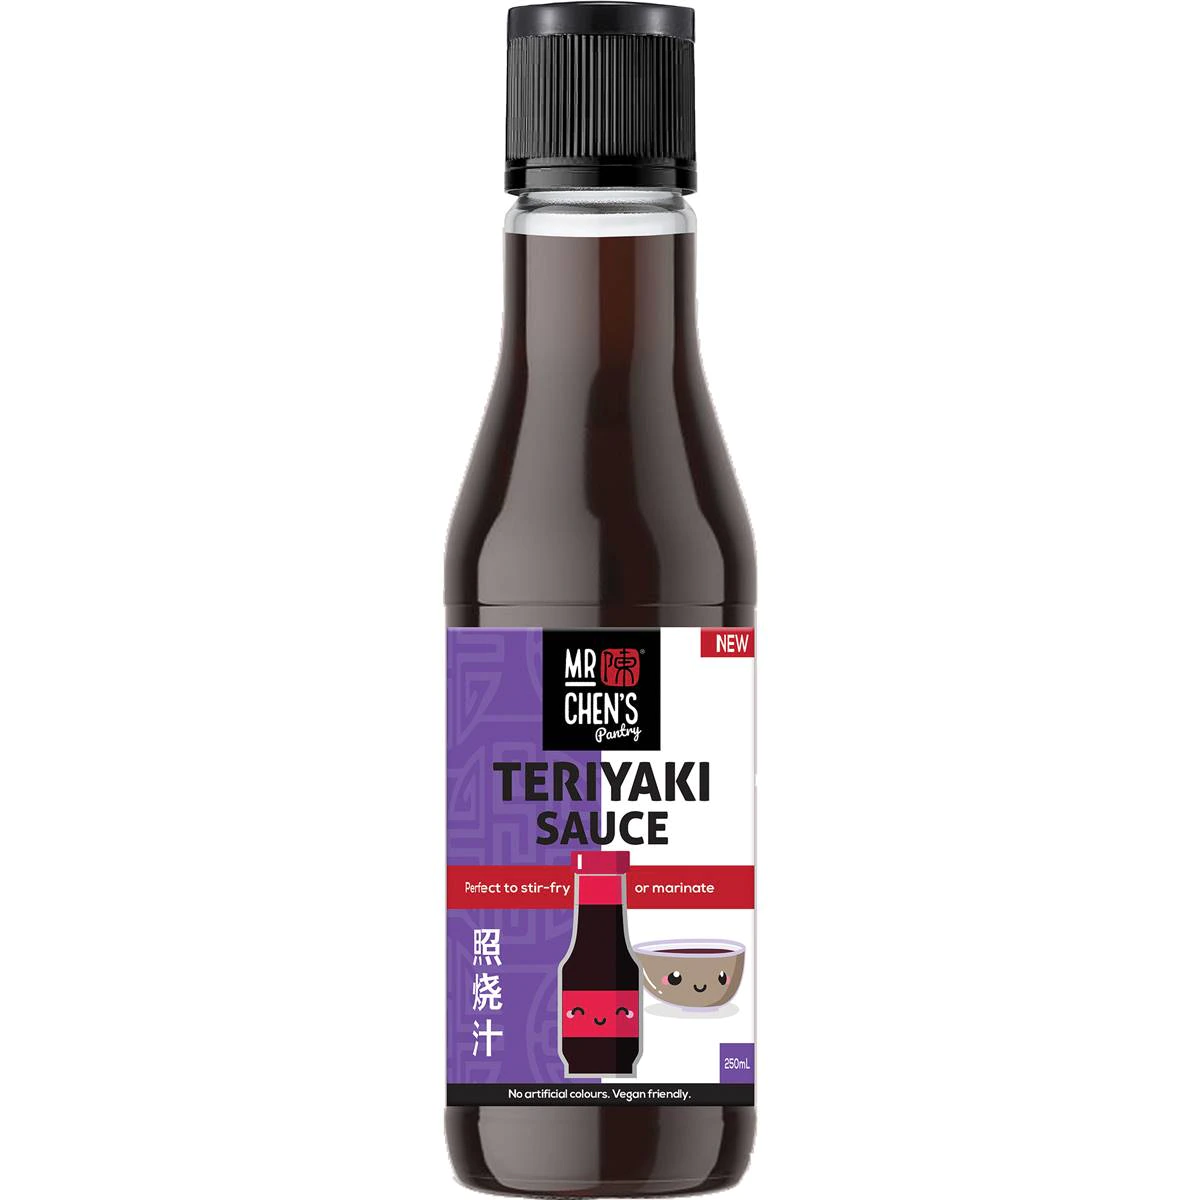 NEW
MR 陳®
CHEN'S
Pantry
TERIYAKI
SAUCE
Perfect to stir-fry or marinate
照
烧
汁
250mL
No artificial colours. Vegan friendly.